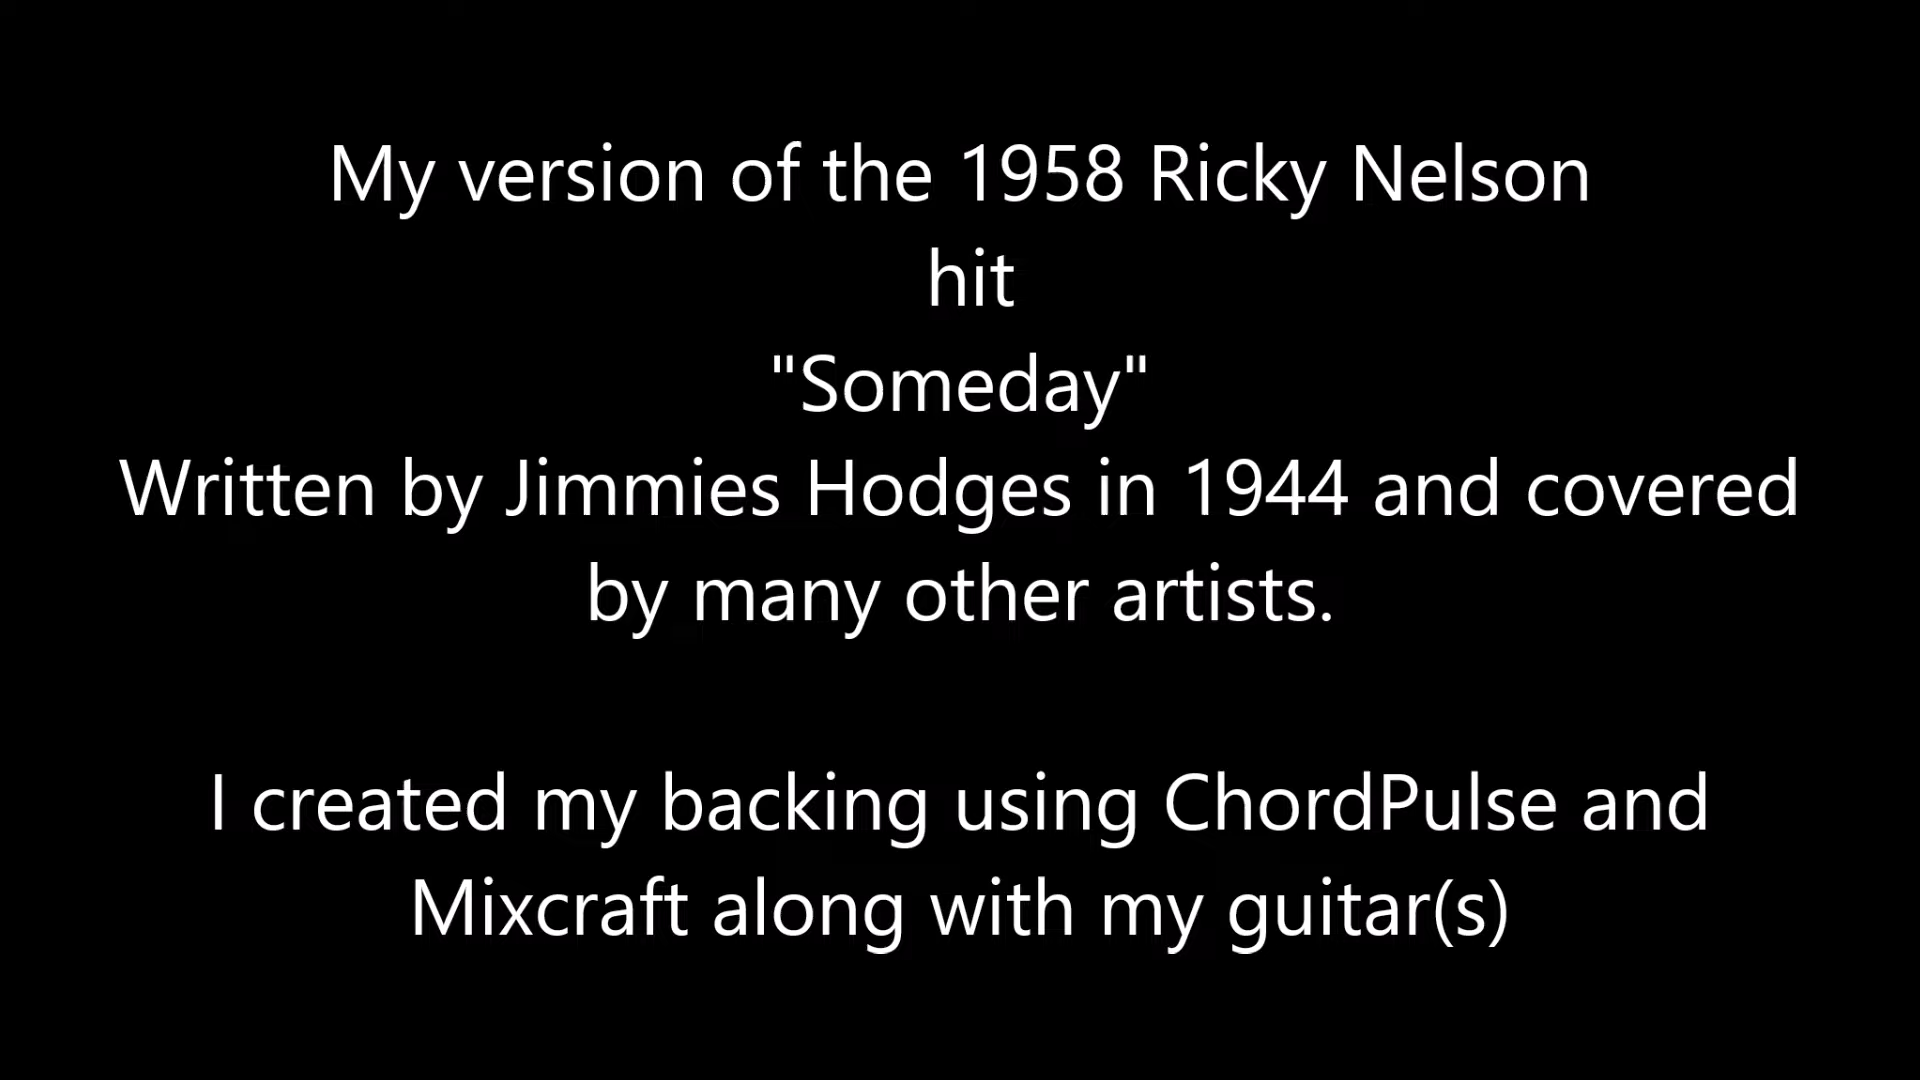 My version of the 1958 Ricky Nelson
hit
"Someday"
Written by Jimmies Hodges in 1944 and covered
by many other artists.
I created my backing using ChordPulse and
Mixcraft along with my guitar(s)